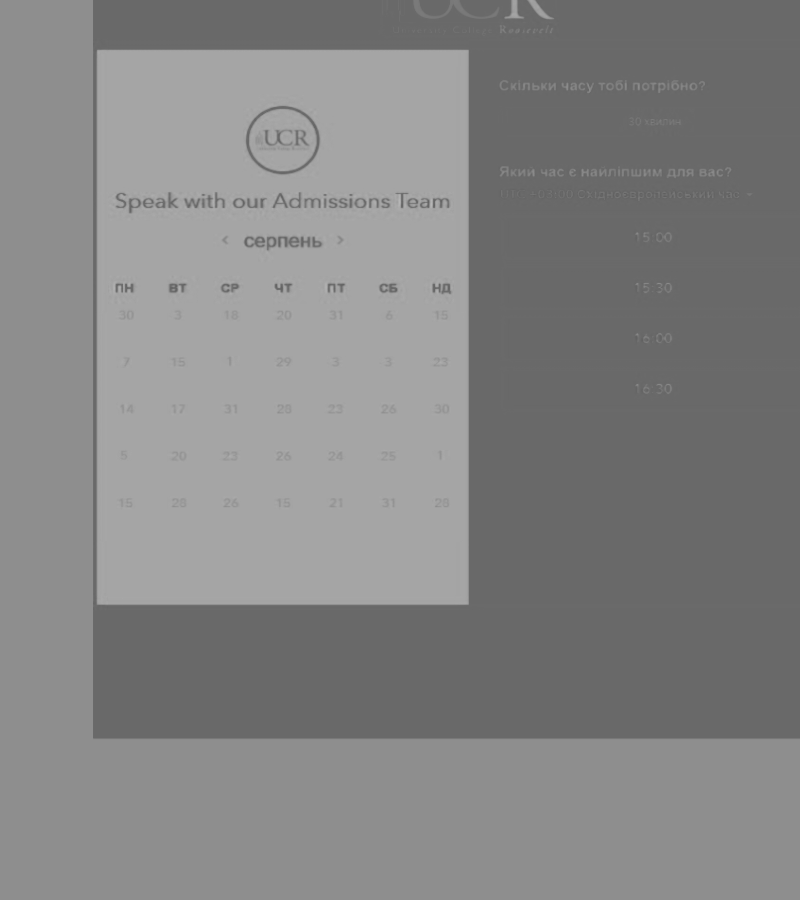 UCR
University College Roosevelt
UCR
Speak with our Admissions Team
< серпень >
ПН ВТ СР ЧТ ПТ СБ НД
30 3 18 20 31 6 15
7 15 1 29 3 3 23
14 17 31 28 23 26 30
5 20 23 26 24 25 1
15 28 26 15 21 31 28
Скільки часу тобі потрібно?
30 хвилин
Який час є найліпшим для вас?
Східноєвропейський час
15:00
15:30
16:00
16:30